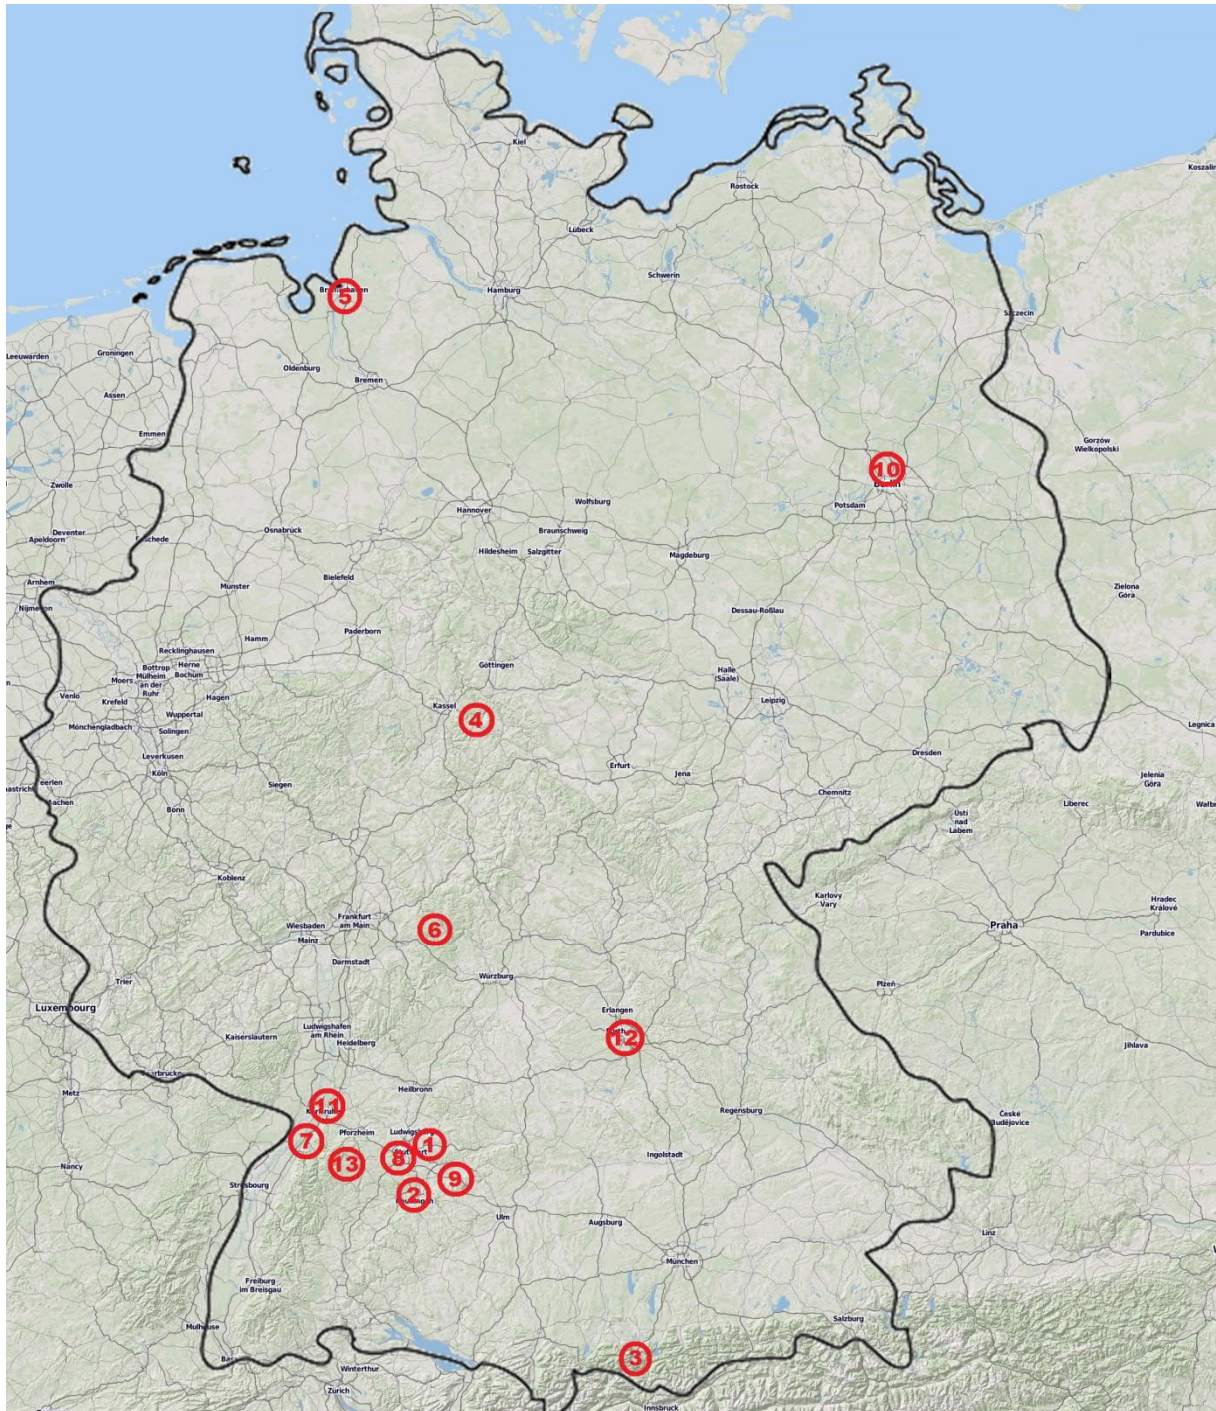 Kiel
Koszalin
Rostock
Lübeck
Schwerin
5
Hamburg
Szczecin
Leeuwarden
Groningen
Oldenburg
Bremen
Assen
Emmen
Gorzów
Wielkopolski
10
Berlin
Zwolle
Potsdam
Wolfsburg
Hannover
Braunschweig
Osnabrück
Deventer
Apeldoorn
Hildesheim
Salzgitter
Magdeburg
Arnhem
Bielefeld
Münster
Zielona
Góra
Dessau-Roßlau
Paderborn
Hamm
Recklinghausen
Bottrop
Herne
Mülheim
an der
Ruhr
Bochum
Moers
Göttingen
Halle
(Saale)
Leipzig
Venlo
Krefeld
Hagen
Kassel
4
Wuppertal
Mönchengladbach
Solingen
Legnica
Leverkusen
Köln
Dresden
Erfurt
Jena
Jelenia
Góra
Siegen
Chemnitz
Liberec
Aachen
Bonn
Ústí
nad
Labem
Koblenz
Karlovy
Vary
Hradec
Králové
Frankfurt
am Main
Wiesbaden
Mainz
6
Praha
Pardubice
Darmstadt
Würzburg
Trier
Plzeň
Luxembourg
Erlangen
Ludwigshafen
am Rhein
Kaiserslautern
Heidelberg
12
Jihlava
Saarbrücken
Metz
Heilbronn
11
Regensburg
České
Budějovice
Pforzheim
Ludwigsburg
7
1
8
13
Nancy
Ingolstadt
Strasbourg
9
2
Ulm
Augsburg
Linz
München
Freiburg
im Breisgau
Mulhouse
Salzburg
3
Winterthur
Zürich
Innsbruck